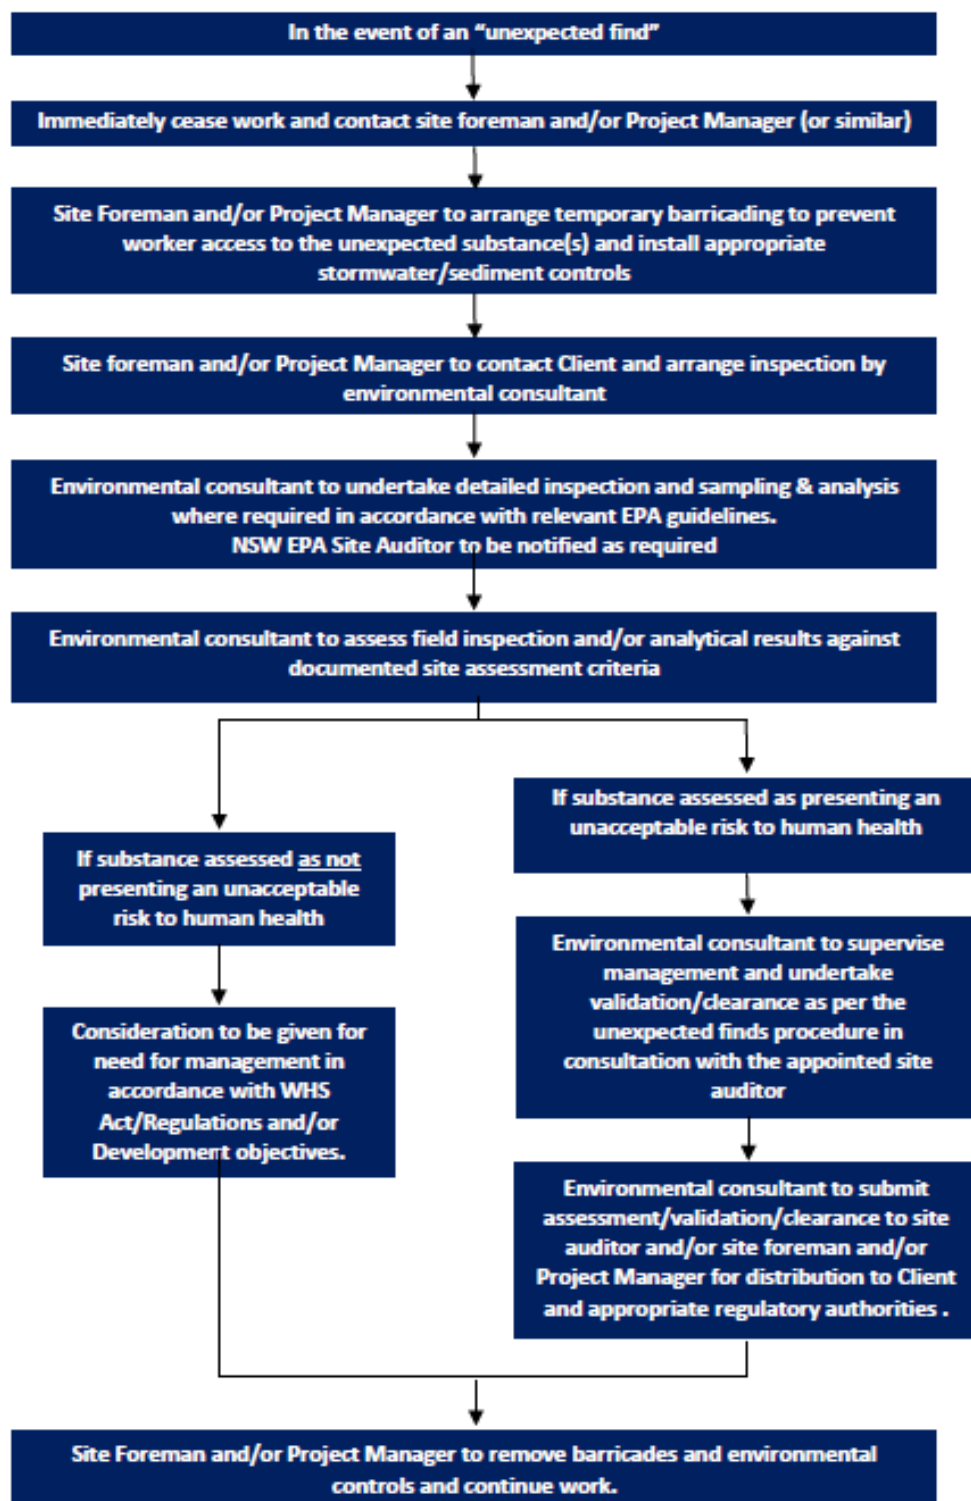 In the event of an “unexpected find”
Immediately cease work and contact site foreman and/or Project Manager (or similar)
Site Foreman and/or Project Manager to arrange temporary barricading to prevent
worker access to the unexpected substance(s) and install appropriate
stormwater/sediment controls
Site foreman and/or Project Manager to contact Client and arrange inspection by
environmental consultant
Environmental consultant to undertake detailed inspection and sampling & analysis
where required in accordance with relevant EPA guidelines.
NSW EPA Site Auditor to be notified as required
Environmental consultant to assess field inspection and/or analytical results against
documented site assessment criteria
If substance assessed as not
presenting an unacceptable
risk to human health
Consideration to be given for
need for management in
accordance with WHS
Act/Regulations and/or
Development objectives.
If substance assessed as presenting an
unacceptable risk to human health
Environmental consultant to supervise
management and undertake
validation/clearance as per the
unexpected finds procedure in
consultation with the appointed site
auditor
Environmental consultant to submit
assessment/validation/clearance to site
auditor and/or site foreman and/or
Project Manager for distribution to Client
and appropriate regulatory authorities .
Site Foreman and/or Project Manager to remove barricades and environmental
controls and continue work.